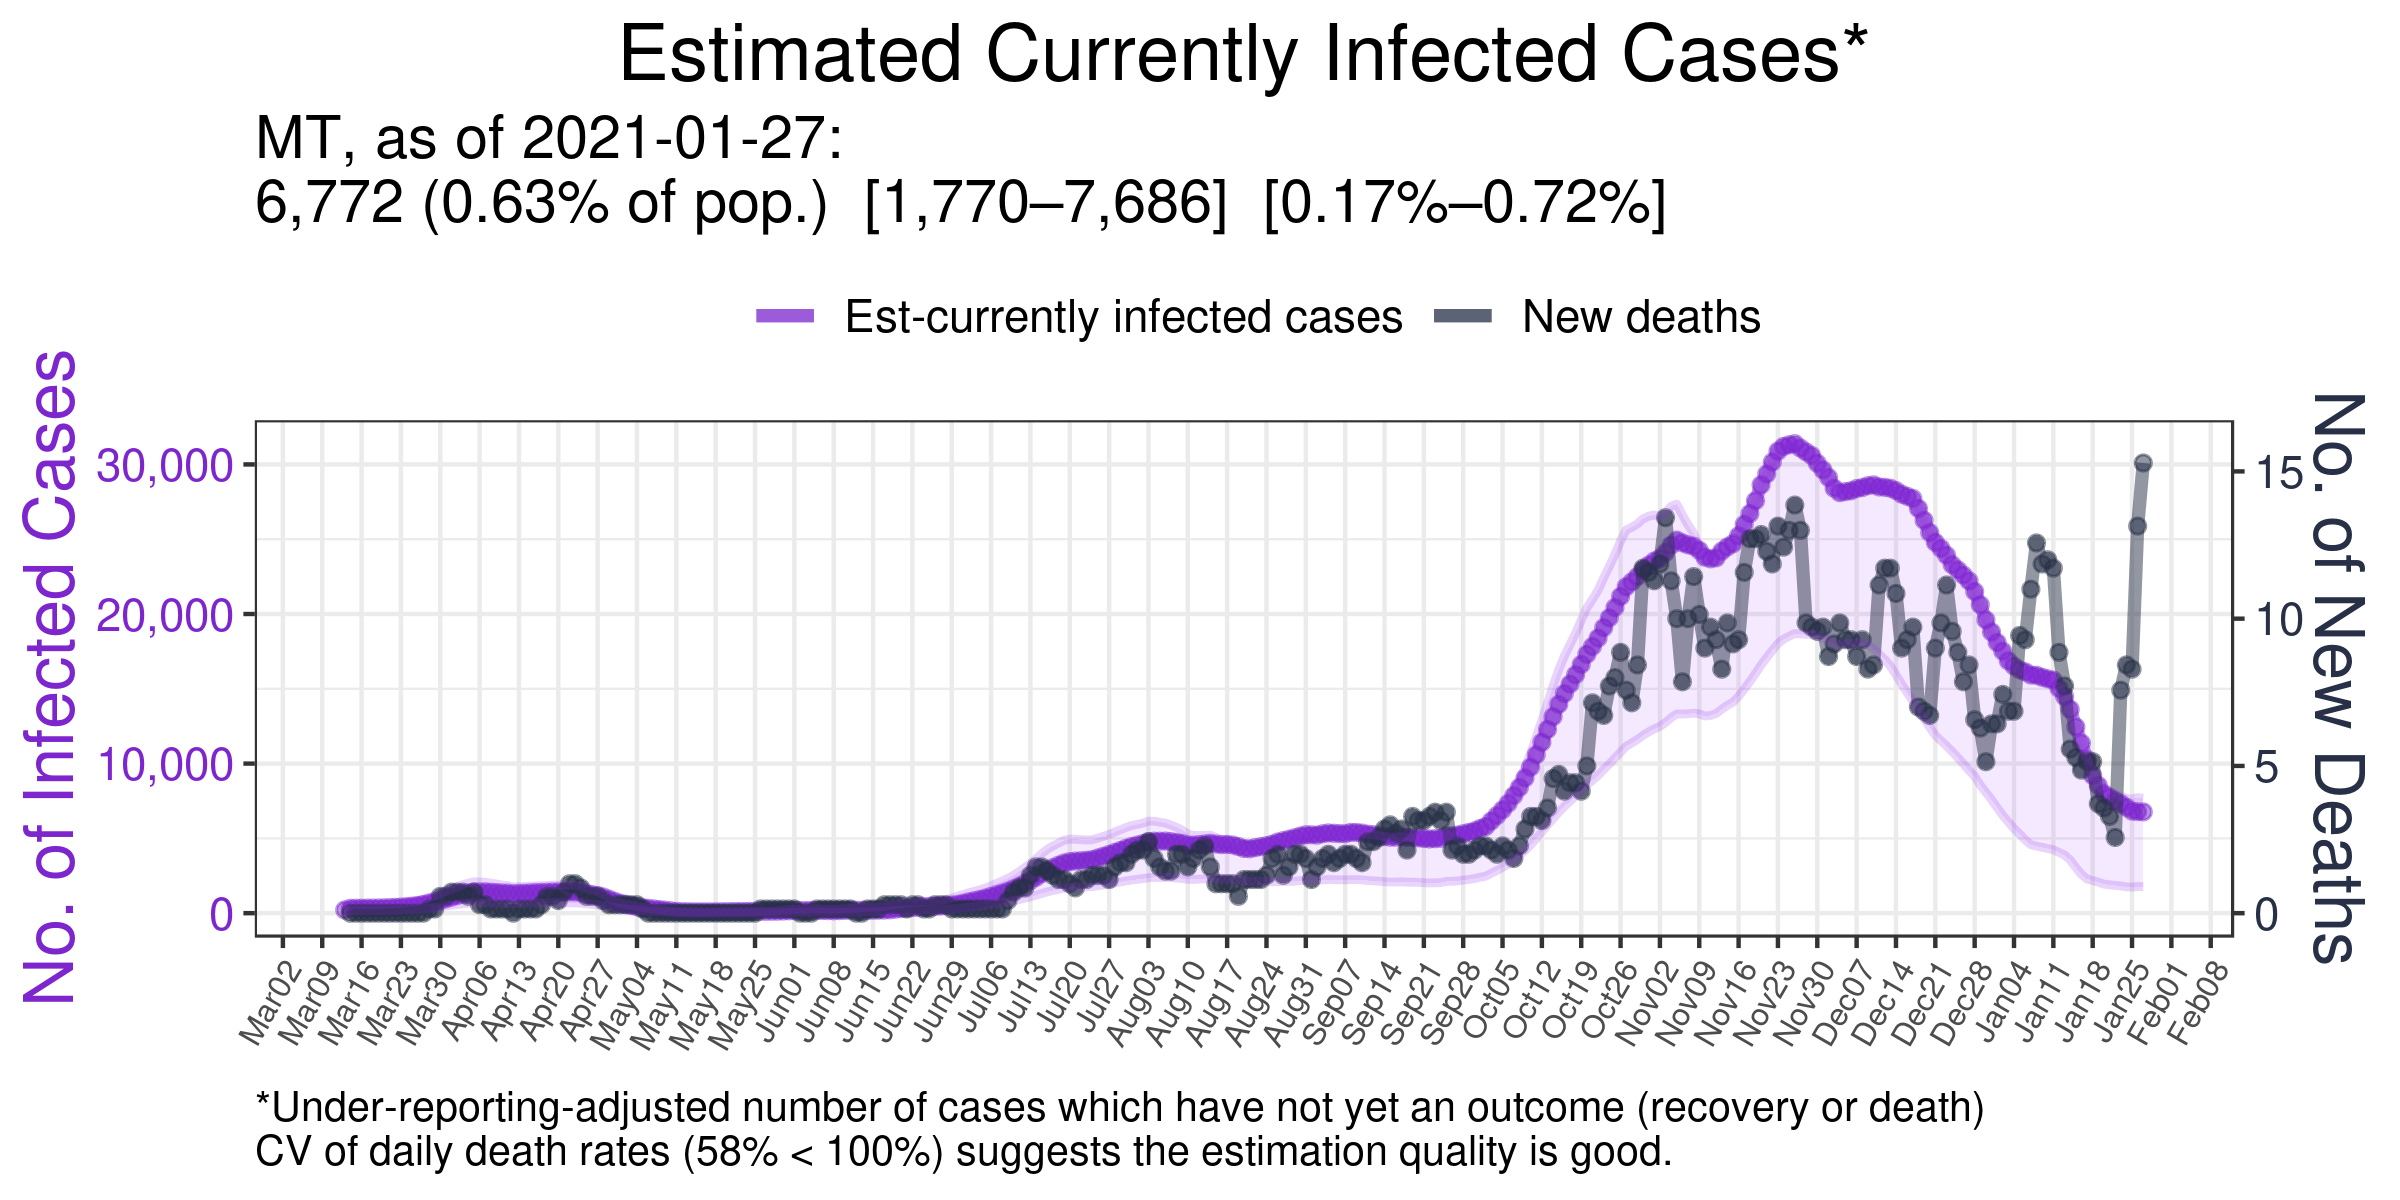 Estimated Currently Infected Cases*
MT, as of 2021-01-27:
6,772 (0.63% of pop.) [1,770–7,686] [0.17%–0.72%]
Est-currently infected cases
New deaths
No. of Infected Cases
30,000
20,000
10,000
0
15
10
5
0
No. of New Deaths
Mar02
Mar09
Mar16
Mar23
Mar30
Apr06
Apr13
Apr20
Apr27
May04
May11
May18
May25
Jun01
Jun08
Jun15
Jun22
Jun29
Jul06
Jul13
Jul20
Jul27
Aug03
Aug10
Aug17
Aug24
Aug31
Sep07
Sep14
Sep21
Sep28
Oct05
Oct12
Oct19
Oct26
Nov02
Nov09
Nov16
Nov23
Nov30
Dec07
Dec14
Dec21
Dec28
Jan04
Jan11
Jan18
Jan25
Feb01
Feb08
*Under-reporting-adjusted number of cases which have not yet an outcome (recovery or death)
CV of daily death rates (58% < 100%) suggests the estimation quality is good.